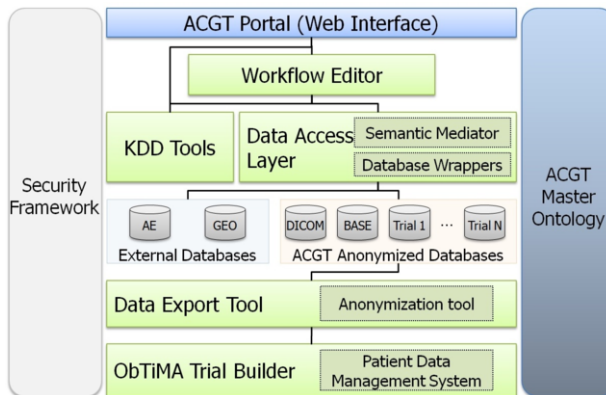 ACGT Portal (Web Interface)
Workflow Editor
KDD Tools
Data Access
Layer
Semantic Mediator
Database Wrappers
Security
Framework
ACGT
Master
Ontology
AE
GEO
External Databases
DICOM
BASE
Trial 1
...
Trial N
ACGT Anonymized Databases
Data Export Tool
Anonymization tool
ObTiMA Trial Builder
Patient Data
Management System